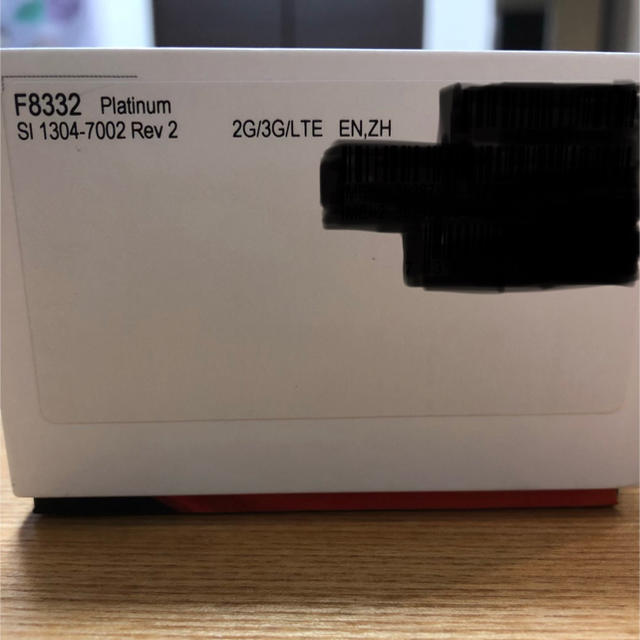 F8332 Platinum
SI 1304-7002 Rev 2 2G/3G/LTE EN,ZH